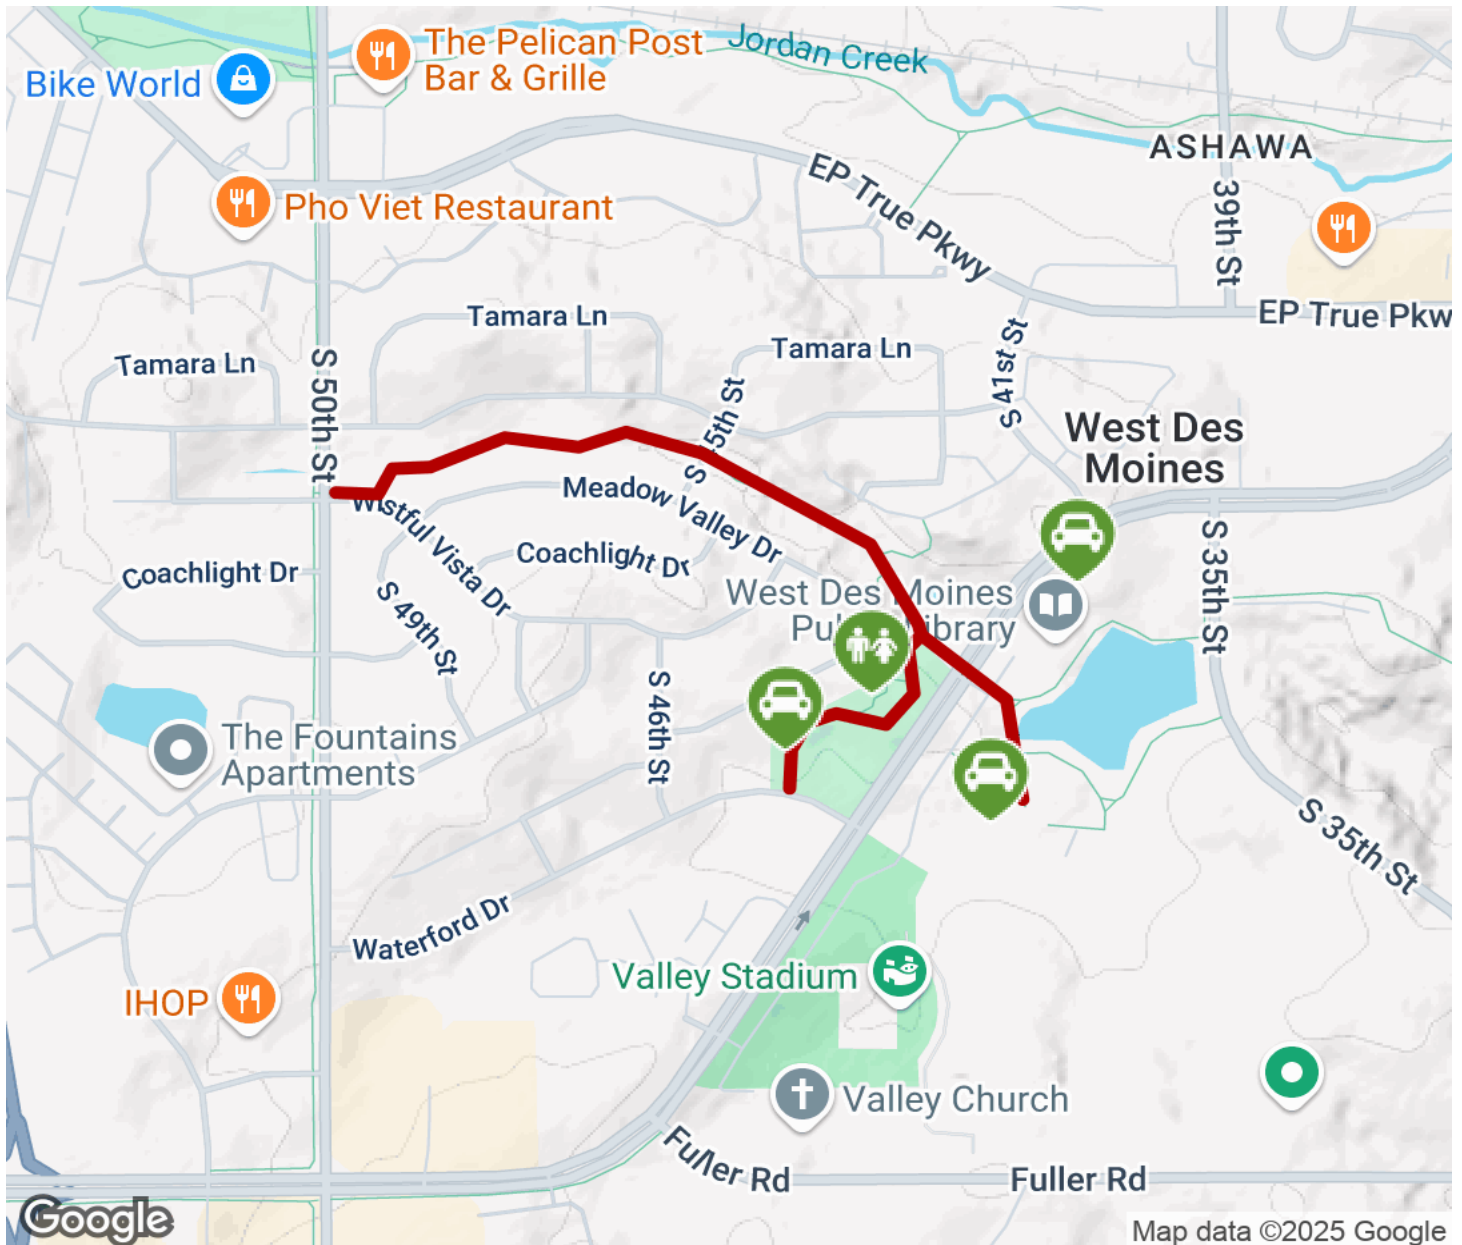 The Pelican Post
Bar & Grille
Jordan Creek
Bike World
ASHAWA
EP True Pkwy
39th St
Pho Viet Restaurant
EP True Pkw
Tamara Ln
Tamara Ln
Tamara Ln
S 50th St
S 41st St
S 45th St
West Des
Moines
Meadow Valley Dr
Wistful Vista Dr
Coachlight Dr
Coachlight Dr
S 35th St
S 49th St
West Des Moines
Public Library
S 46th St
The Fountains
Apartments
S 35th St
Waterford Dr
Valley Stadium
IHOP
Valley Church
Fuller Rd
Fuller Rd
Google
Map data ©2025 Google